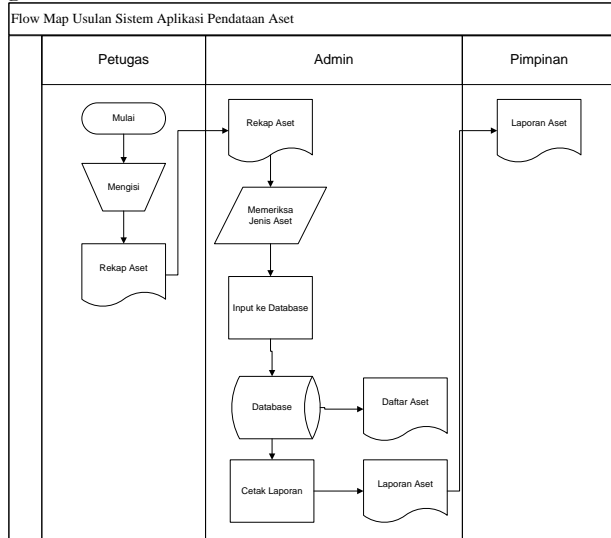 Flow Map Usulan Sistem Aplikasi Pendataan Aset
Petugas
Admin
Pimpinan
Mulai
Mengisi
Rekap Aset
Rekap Aset
Memeriksa
Jenis Aset
Input ke Database
Database
Daftar Aset
Cetak Laporan
Laporan Aset
Laporan Aset